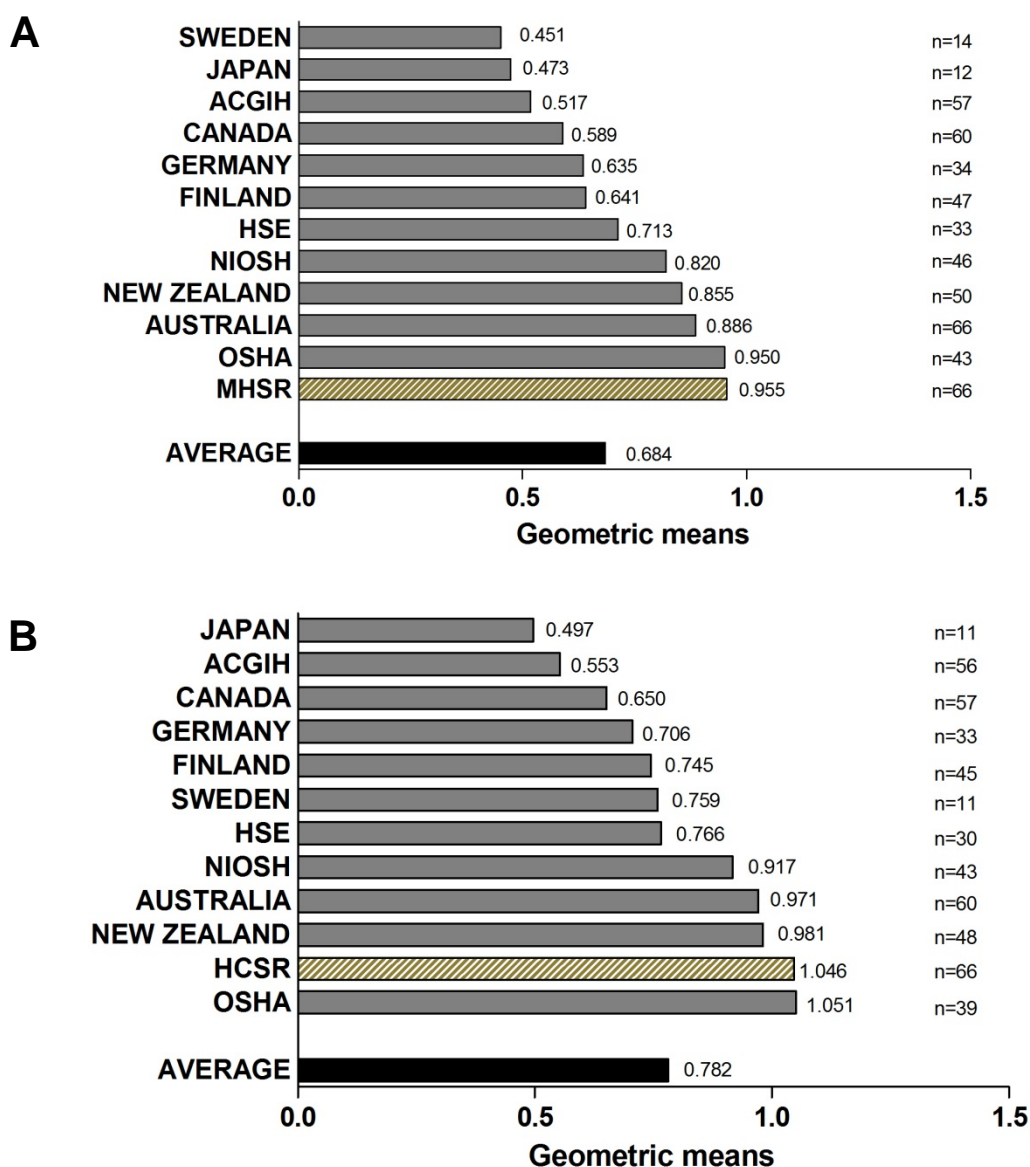 A
SWEDEN 0.451 n=14
JAPAN 0.473 n=12
ACGIH 0.517 n=57
CANADA 0.589 n=60
GERMANY 0.635 n=34
FINLAND 0.641 n=47
HSE 0.713 n=33
NIOSH 0.820 n=46
NEW ZEALAND 0.855 n=50
AUSTRALIA 0.886 n=66
OSHA 0.950 n=43
MHSR 0.955 n=66
AVERAGE 0.684
0.0 0.5 1.0 1.5
Geometric means
B
JAPAN 0.497 n=11
ACGIH 0.553 n=56
CANADA 0.650 n=57
GERMANY 0.706 n=33
FINLAND 0.745 n=45
SWEDEN 0.759 n=11
HSE 0.766 n=30
NIOSH 0.917 n=43
AUSTRALIA 0.971 n=60
NEW ZEALAND 0.981 n=48
HCSR 1.046 n=66
OSHA 1.051 n=39
AVERAGE 0.782
0.0 0.5 1.0 1.5
Geometric means